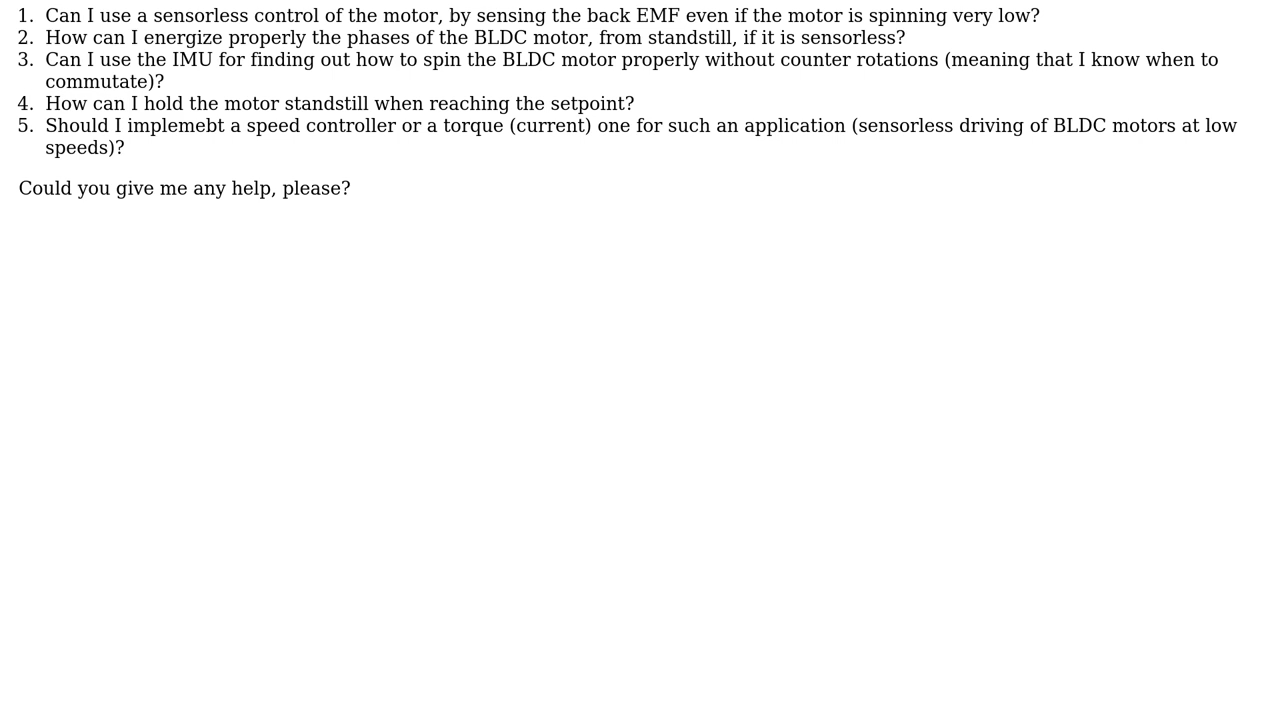 1. Can I use a sensorless control of the motor, by sensing the back EMF even if the motor is spinning very low?
2. How can I energize properly the phases of the BLDC motor, from standstill, if it is sensorless?
3. Can I use the IMU for finding out how to spin the BLDC motor properly without counter rotations (meaning that I know when to
commutate)?
4. How can I hold the motor standstill when reaching the setpoint?
5. Should I implemebt a speed controller or a torque (current) one for such an application (sensorless driving of BLDC motors at low
speeds)?
Could you give me any help, please?